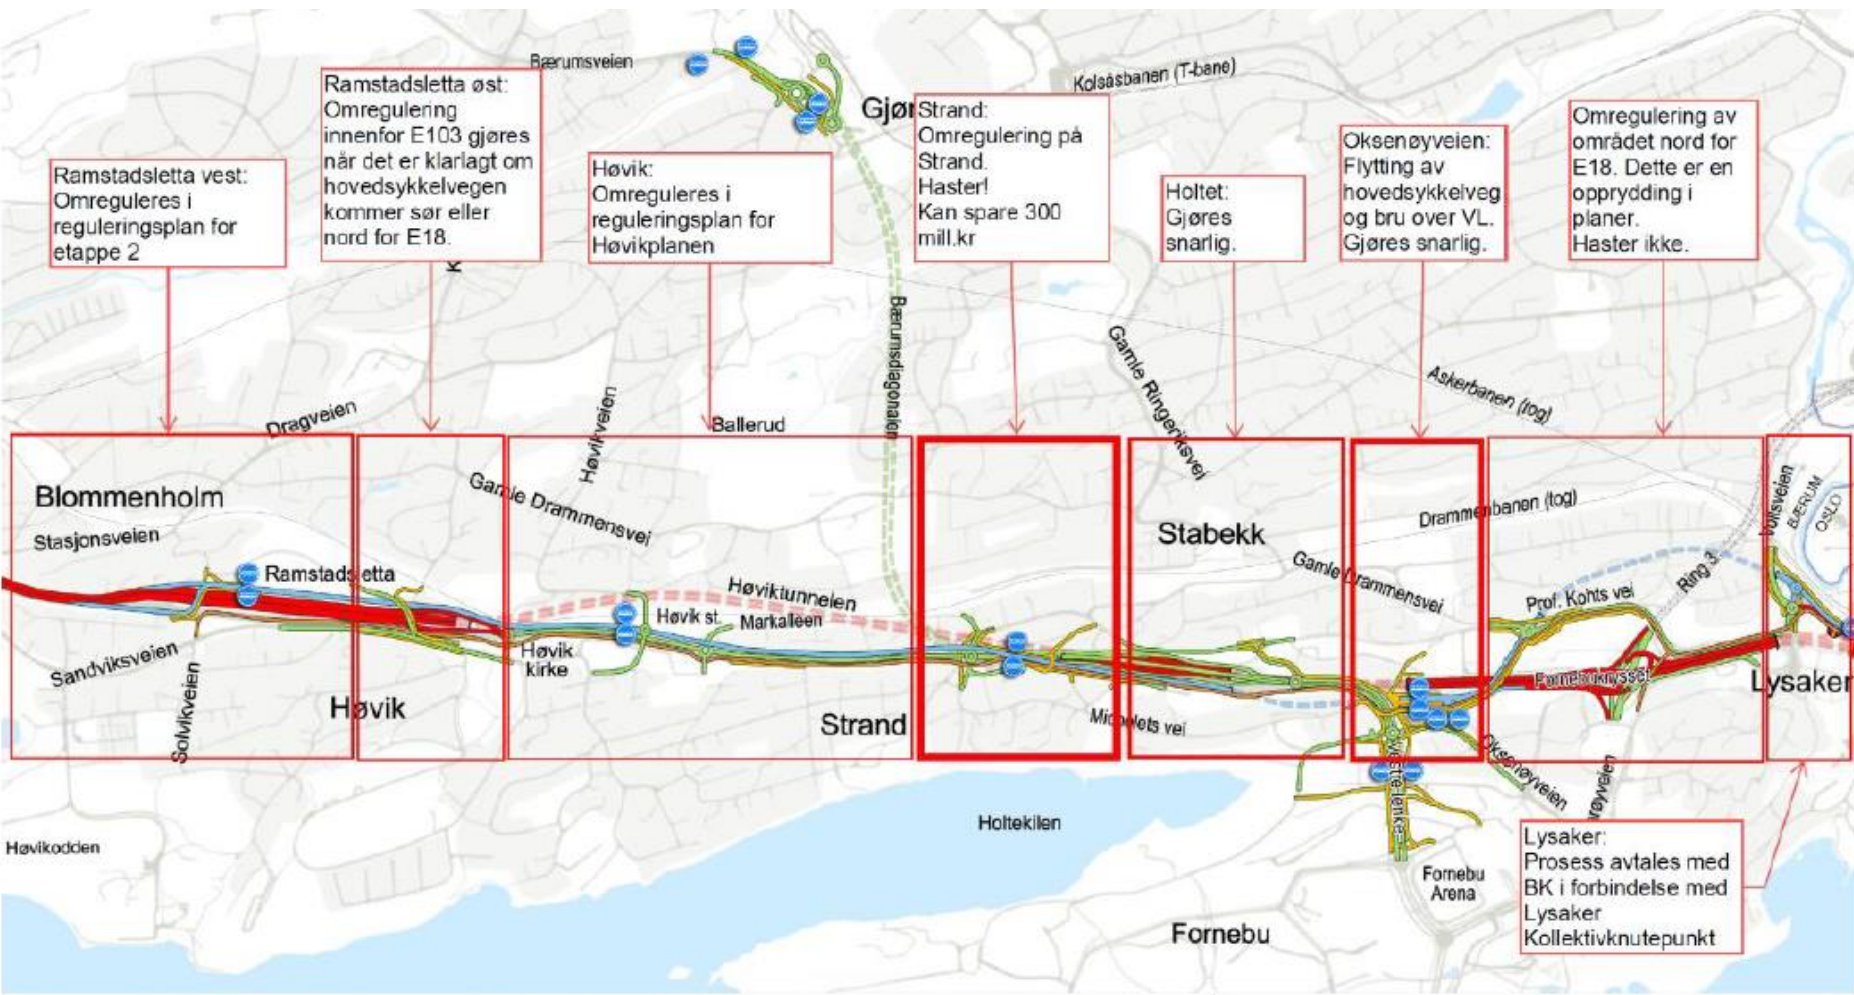 Bærumsveien
Kolsåsbanen (T-bane)
Ramstadsletta vest:
Omreguleres i
reguleringsplan for
etappe 2
Ramstadsletta øst:
Omregulering
innenfor E103 gjøres
når det er klarlagt om
hovedsykkelvegen
kommer sør eller
nord for E18.
Høvik:
Omreguleres i
reguleringsplan for
Høvikplanen
Strand:
Omregulering på
Strand.
Haster!
Kan spare 300
mill.kr
Holtet:
Gjøres
snarlig.
Oksenøyveien:
Flytting av
hovedsykkelveg
og bru over VL.
Gjøres snarlig.
Omregulering av
området nord for
E18. Dette er en
opprydding i
planer.
Haster ikke.
Bærumsdiagonalen
Gamle Ringeriksvei
Askerbanen (tog)
Dragveien
Høvikveien
Ballerud
Blommenholm
Stasjonsveien
Gamle Drammensvei
Stabekk
Drammenbanen (tog)
Vollsveien
BÆRUM
OSLO
Ramstadsletta
Høviktunnelen
Høvik st.
Markalleen
Gamle Drammensvei
Prof. Kohts vei
Ring 3
Sandviksveien
Solvikveien
Høvik
kirke
Fornebukrysset
Lysaker
Høvik
Strand
Michelets vei
Vestre lenke
Oksenøyveien
Holtekilen
Høvikodden
Fornebu
Arena
Fornebu
Lysaker:
Prosess avtales med
BK i forbindelse med
Lysaker
Kollektivknutepunkt